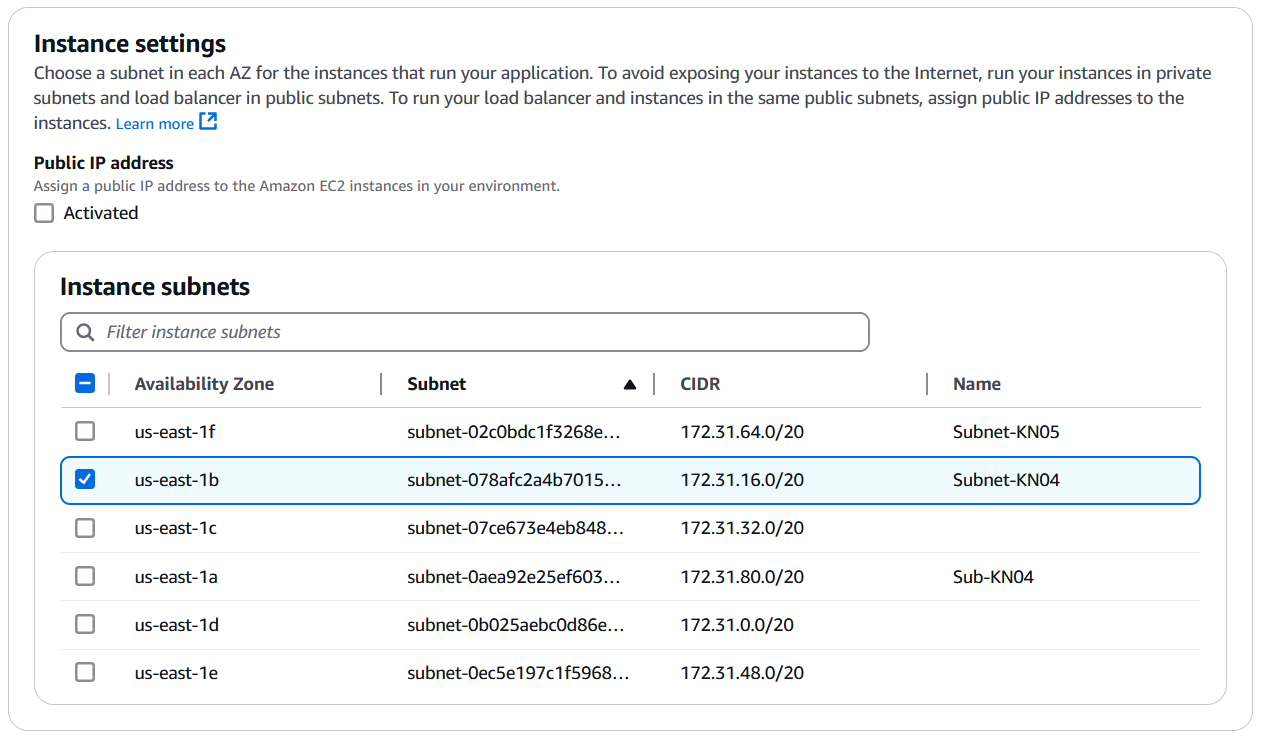 Instance settings
Choose a subnet in each AZ for the instances that run your application. To avoid exposing your instances to the Internet, run your instances in private
subnets and load balancer in public subnets. To run your load balancer and instances in the same public subnets, assign public IP addresses to the
instances. Learn more
Public IP address
Assign a public IP address to the Amazon EC2 instances in your environment.
Activated
Instance subnets
Filter instance subnets
Availability Zone Subnet CIDR Name
us-east-1f subnet-02c0bdc1f3268e... 172.31.64.0/20 Subnet-KN05
us-east-1b subnet-078afc2a4b7015... 172.31.16.0/20 Subnet-KN04
us-east-1c subnet-07ce673e4eb848... 172.31.32.0/20
us-east-1a subnet-0aea92e25ef603... 172.31.80.0/20 Sub-KN04
us-east-1d subnet-0b025aebc0d86e... 172.31.0.0/20
us-east-1e subnet-0ec5e197c1f5968... 172.31.48.0/20